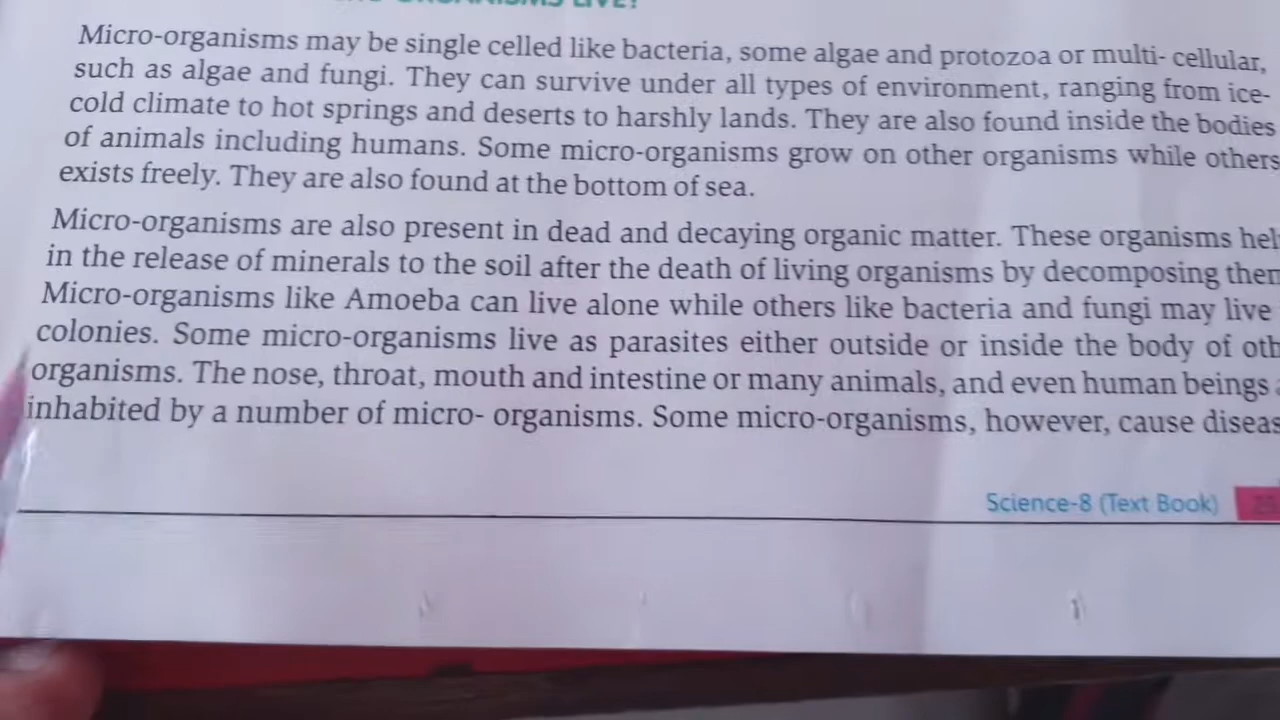 ORGANISMS LIVE?
Micro-organisms may be single celled like bacteria, some algae and protozoa or multi- cellular,
such as algae and fungi. They can survive under all types of environment, ranging from ice-
cold climate to hot springs and deserts to harshly lands. They are also found inside the bodies
of animals including humans. Some micro-organisms grow on other organisms while others
exists freely. They are also found at the bottom of sea.
Micro-organisms are also present in dead and decaying organic matter. These organisms hel
in the release of minerals to the soil after the death of living organisms by decomposing them
Micro-organisms like Amoeba can live alone while others like bacteria and fungi may live
colonies. Some micro-organisms live as parasites either outside or inside the body of oth
organisms. The nose, throat, mouth and intestine or many animals, and even human beings
inhabited by a number of micro- organisms. Some micro-organisms, however, cause diseas
Science-8 (Text Book)